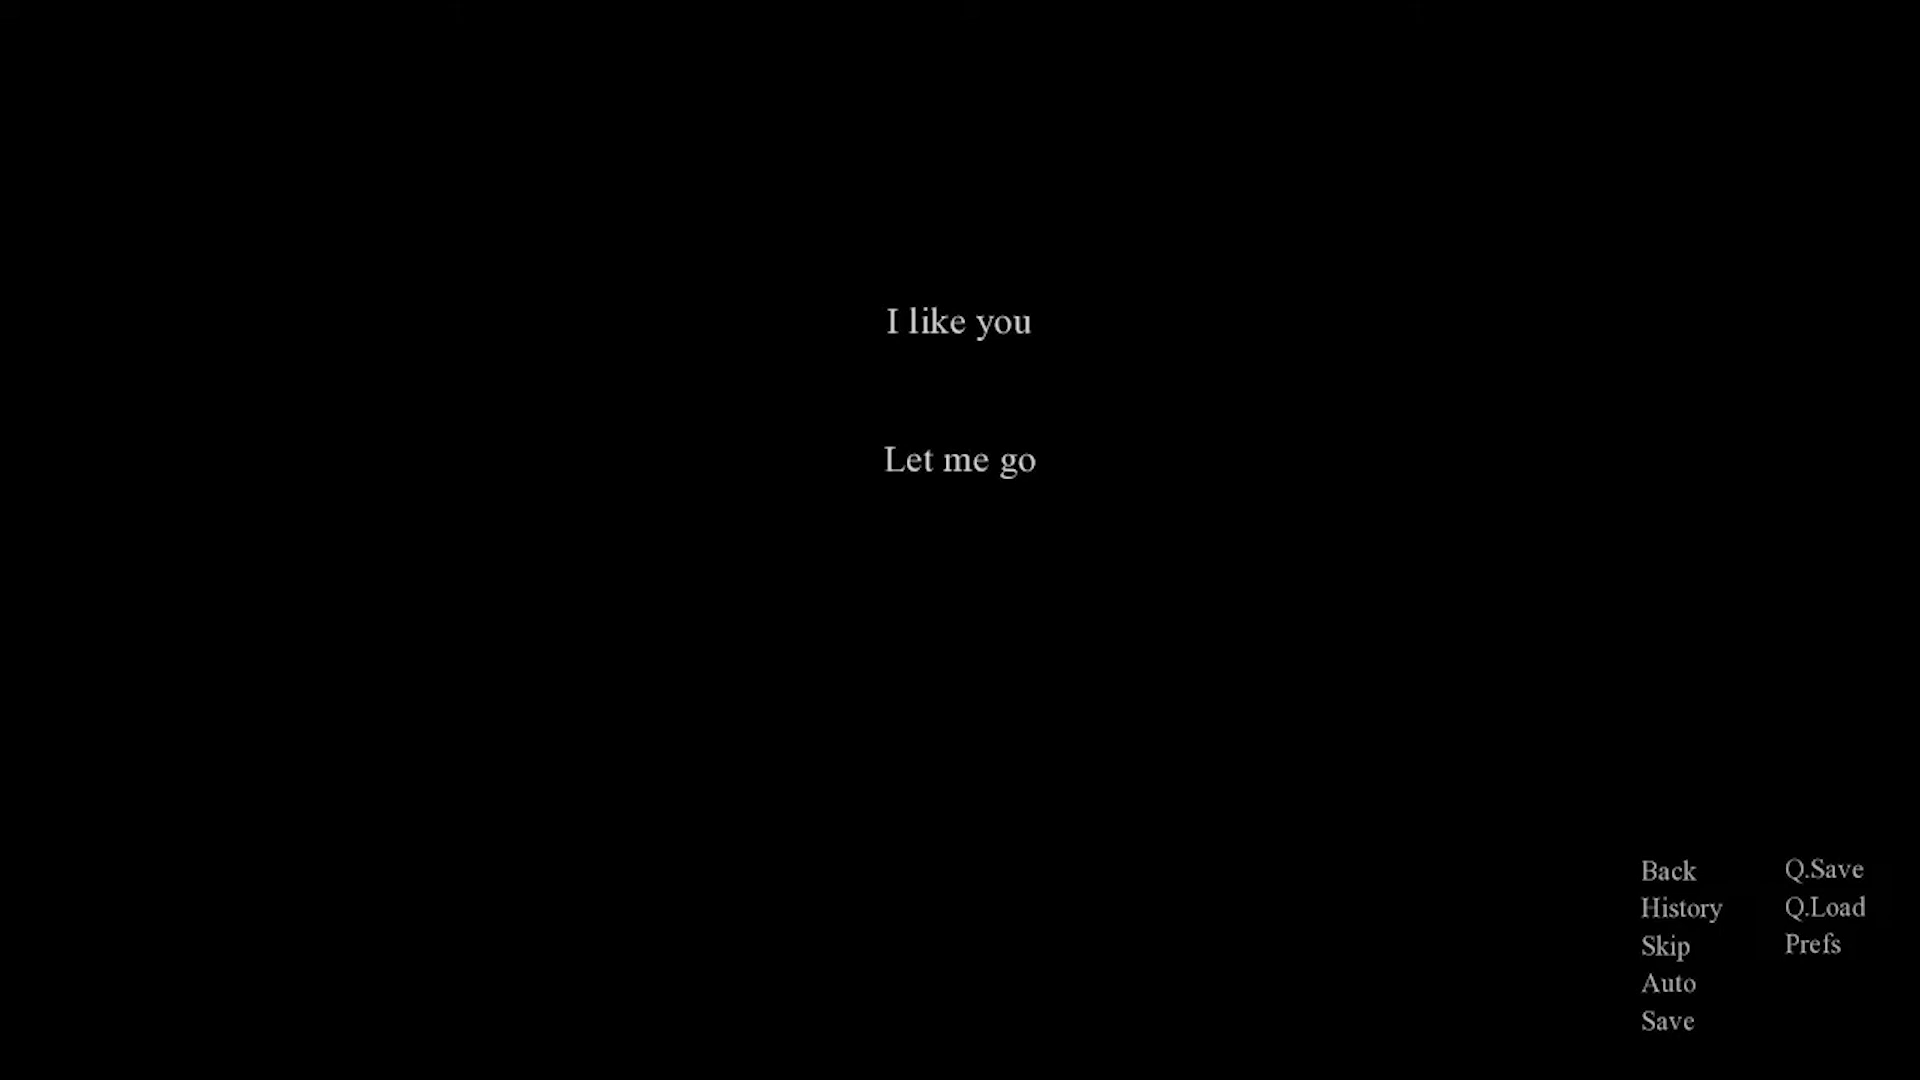 I like you
Let me go
Back
History
Skip
Auto
Save
Q.Save
Q.Load
Prefs